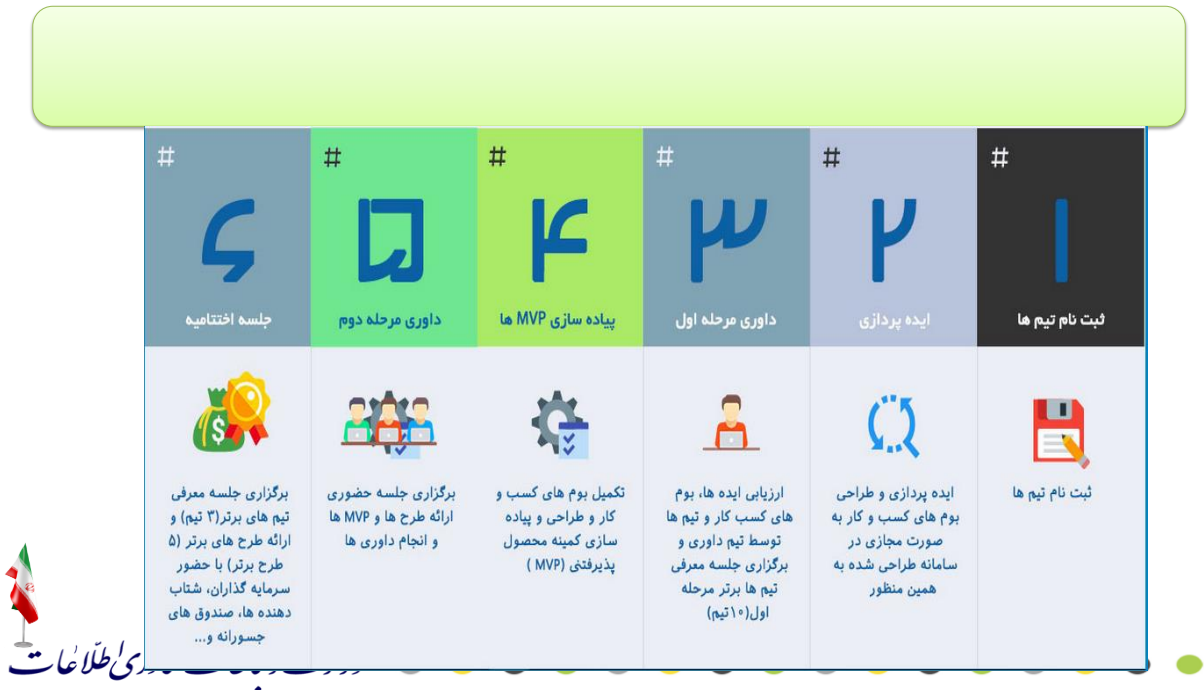 #
۱
ثبت نام تیم ها
ثبت نام تیم ها
#
۲
ایده پردازی
ایده پردازی و طراحی
بوم های کسب و کار به
صورت مجازی در
سامانه طراحی شده به
همین منظور
#
۳
داوری مرحله اول
ارزیابی ایده ها، بوم
های کسب کار و تیم ها
توسط تیم داوری و
برگزاری جلسه معرفی
تیم ها برتر مرحله
اول(۱۰تیم)
#
۴
پیاده سازی MVP ها
تکمیل بوم های کسب و
کار و طراحی و پیاده
سازی کمینه محصول
پذیرفتنی (MVP )
#
۵
داوری مرحله دوم
برگزاری جلسه حضوری
ارائه طرح ها و MVP ها
و انجام داوری ها
#
۶
جلسه اختتامیه
برگزاری جلسه معرفی
تیم های برتر(۳ تیم) و
ارائه طرح های برتر (۵
طرح برتر) با حضور
سرمایه گذاران، شتاب
دهنده ها، صندوق های
جسورانه و...
اطلاعات